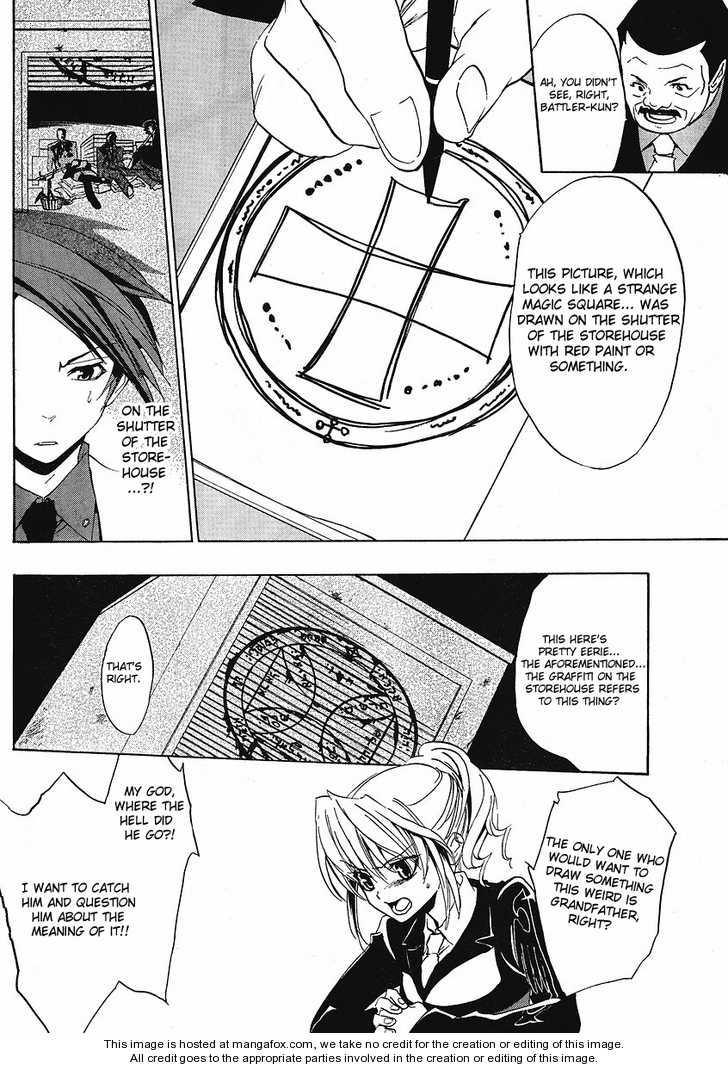 AH, YOU DIDN'T
SEE, RIGHT,
BATTLER-KUN?
THIS PICTURE, WHICH
LOOKS LIKE A STRANGE
MAGIC SQUARE... WAS
DRAWN ON THE SHUTTER
OF THE STOREHOUSE
WITH RED PAINT OR
SOMETHING.
ON THE
SHUTTER
OF THE
STORE-
HOUSE
...?!
THIS HERE'S
PRETTY EERIE...
THE AFOREMENTIONED...
THE GRAFFITI ON THE
STOREHOUSE REFERS
TO THIS THING?
THAT'S
RIGHT.
THE ONLY ONE WHO
WOULD WANT TO
DRAW SOMETHING
THIS WEIRD IS
GRANDFATHER,
RIGHT?
MY GOD,
WHERE THE
HELL DID
HE GO?!
I WANT TO CATCH
HIM AND QUESTION
HIM ABOUT THE
MEANING OF IT!!
This image is hosted at mangafox.com, we take no credit for the creation or editing of this image.
All credit goes to the appropriate parties involved in the creation or editing of this image.